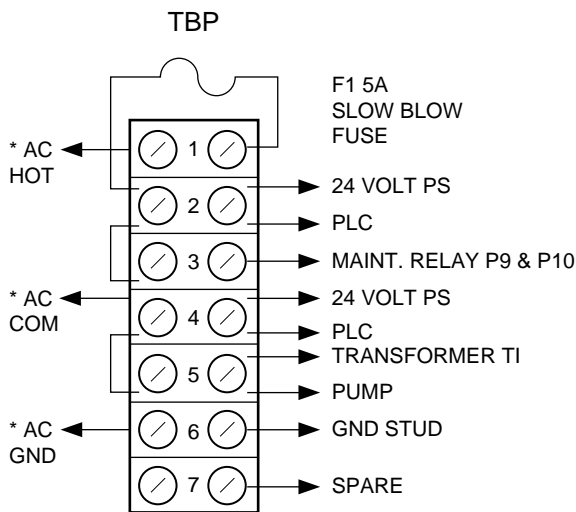 TBP
F1 5A
SLOW BLOW
FUSE
* AC
HOT
1
24 VOLT PS
2
PLC
3
MAINT. RELAY P9 & P10
* AC
COM
24 VOLT PS
4
PLC
TRANSFORMER TI
5
PUMP
* AC
GND
6
GND STUD
7
SPARE